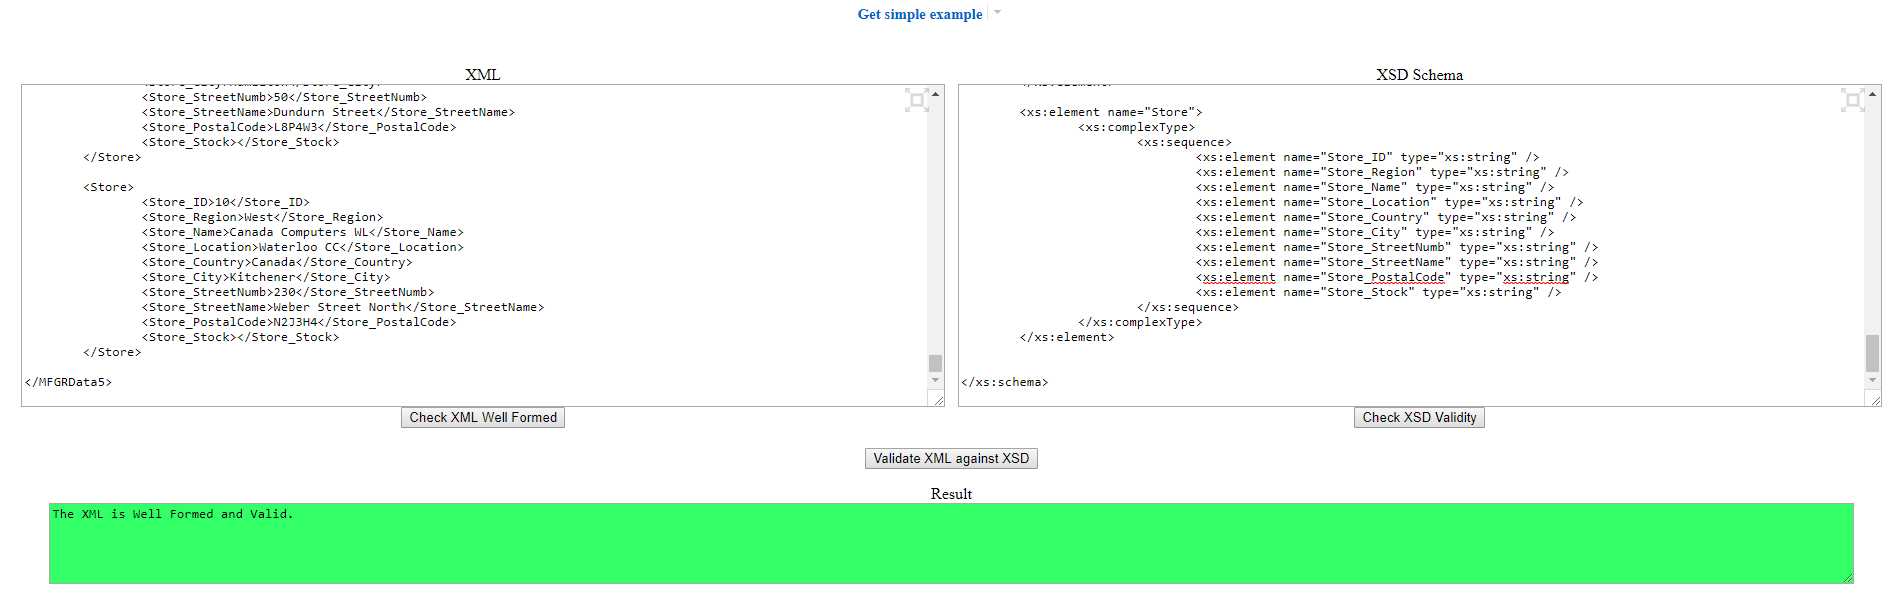 Get simple example
XML
<Store_StreetNumb>50</Store_StreetNumb>
<Store_StreetName>Dundurn Street</Store_StreetName>
<Store_PostalCode>L8P4W3</Store_PostalCode>
<Store_Stock></Store_Stock>
</Store>
<Store>
<Store_ID>10</Store_ID>
<Store_Region>West</Store_Region>
<Store_Name>Canada Computers WL</Store_Name>
<Store_Location>Waterloo CC</Store_Location>
<Store_Country>Canada</Store_Country>
<Store_City>Kitchener</Store_City>
<Store_StreetNumb>230</Store_StreetNumb>
<Store_StreetName>Weber Street North</Store_StreetName>
<Store_PostalCode>N2J3H4</Store_PostalCode>
<Store_Stock></Store_Stock>
</Store>
</MFGRData5>
Check XML Well Formed
XSD Schema
<xs:element name="Store">
<xs:complexType>
<xs:sequence>
<xs:element name="Store_ID" type="xs:string" />
<xs:element name="Store_Region" type="xs:string" />
<xs:element name="Store_Name" type="xs:string" />
<xs:element name="Store_Location" type="xs:string" />
<xs:element name="Store_Country" type="xs:string" />
<xs:element name="Store_City" type="xs:string" />
<xs:element name="Store_StreetNumb" type="xs:string" />
<xs:element name="Store_StreetName" type="xs:string" />
<xs:element name="Store_PostalCode" type="xs:string" />
<xs:element name="Store_Stock" type="xs:string" />
</xs:sequence>
</xs:complexType>
</xs:element>
</xs:schema>
Check XSD Validity
Validate XML against XSD
Result
The XML is Well Formed and Valid.